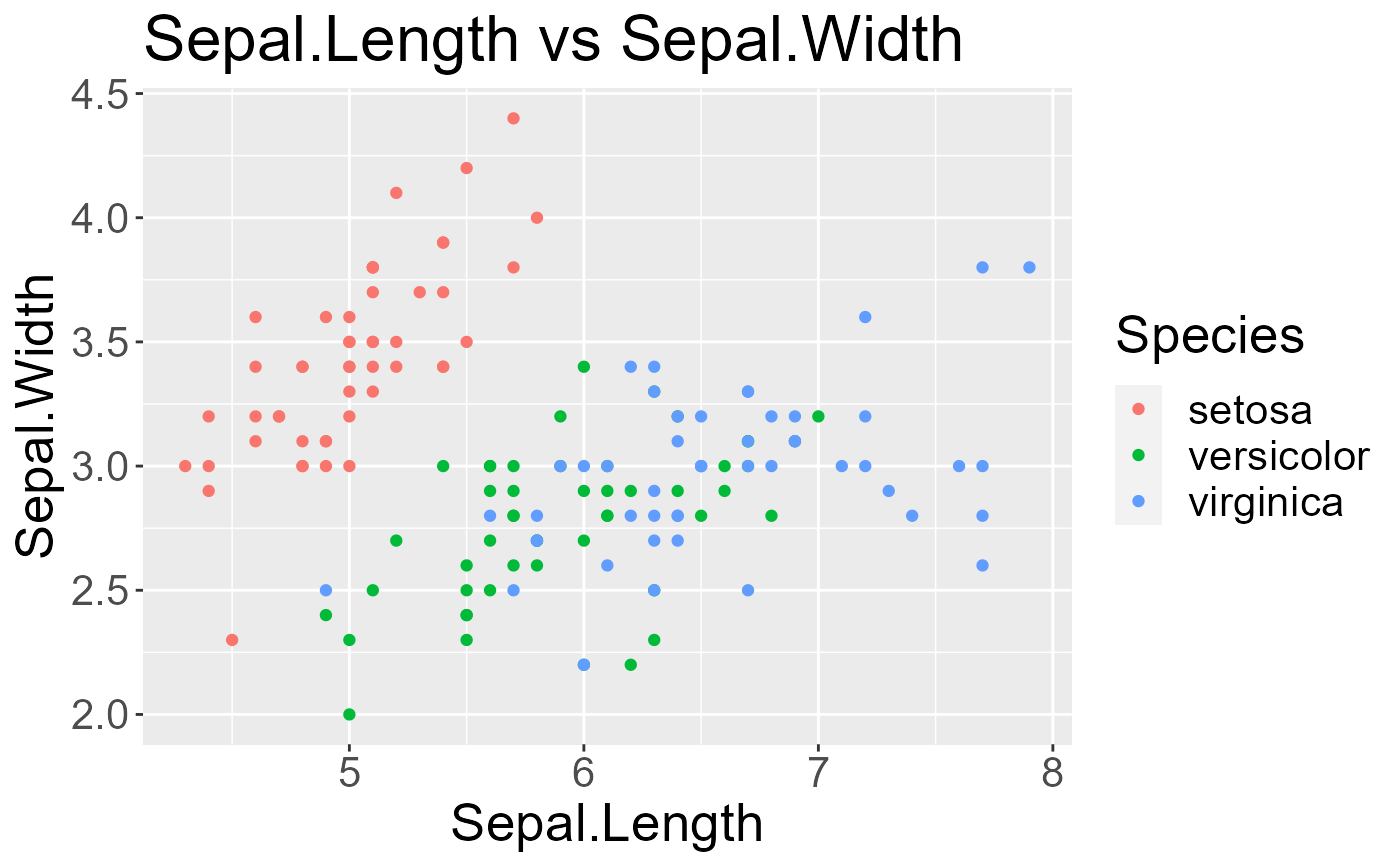 Sepal.Length vs Sepal.Width
4.5
4.0
3.5
3.0
2.5
2.0
Sepal.Width
5 6 7 8
Sepal.Length
Species
setosa
versicolor
virginica